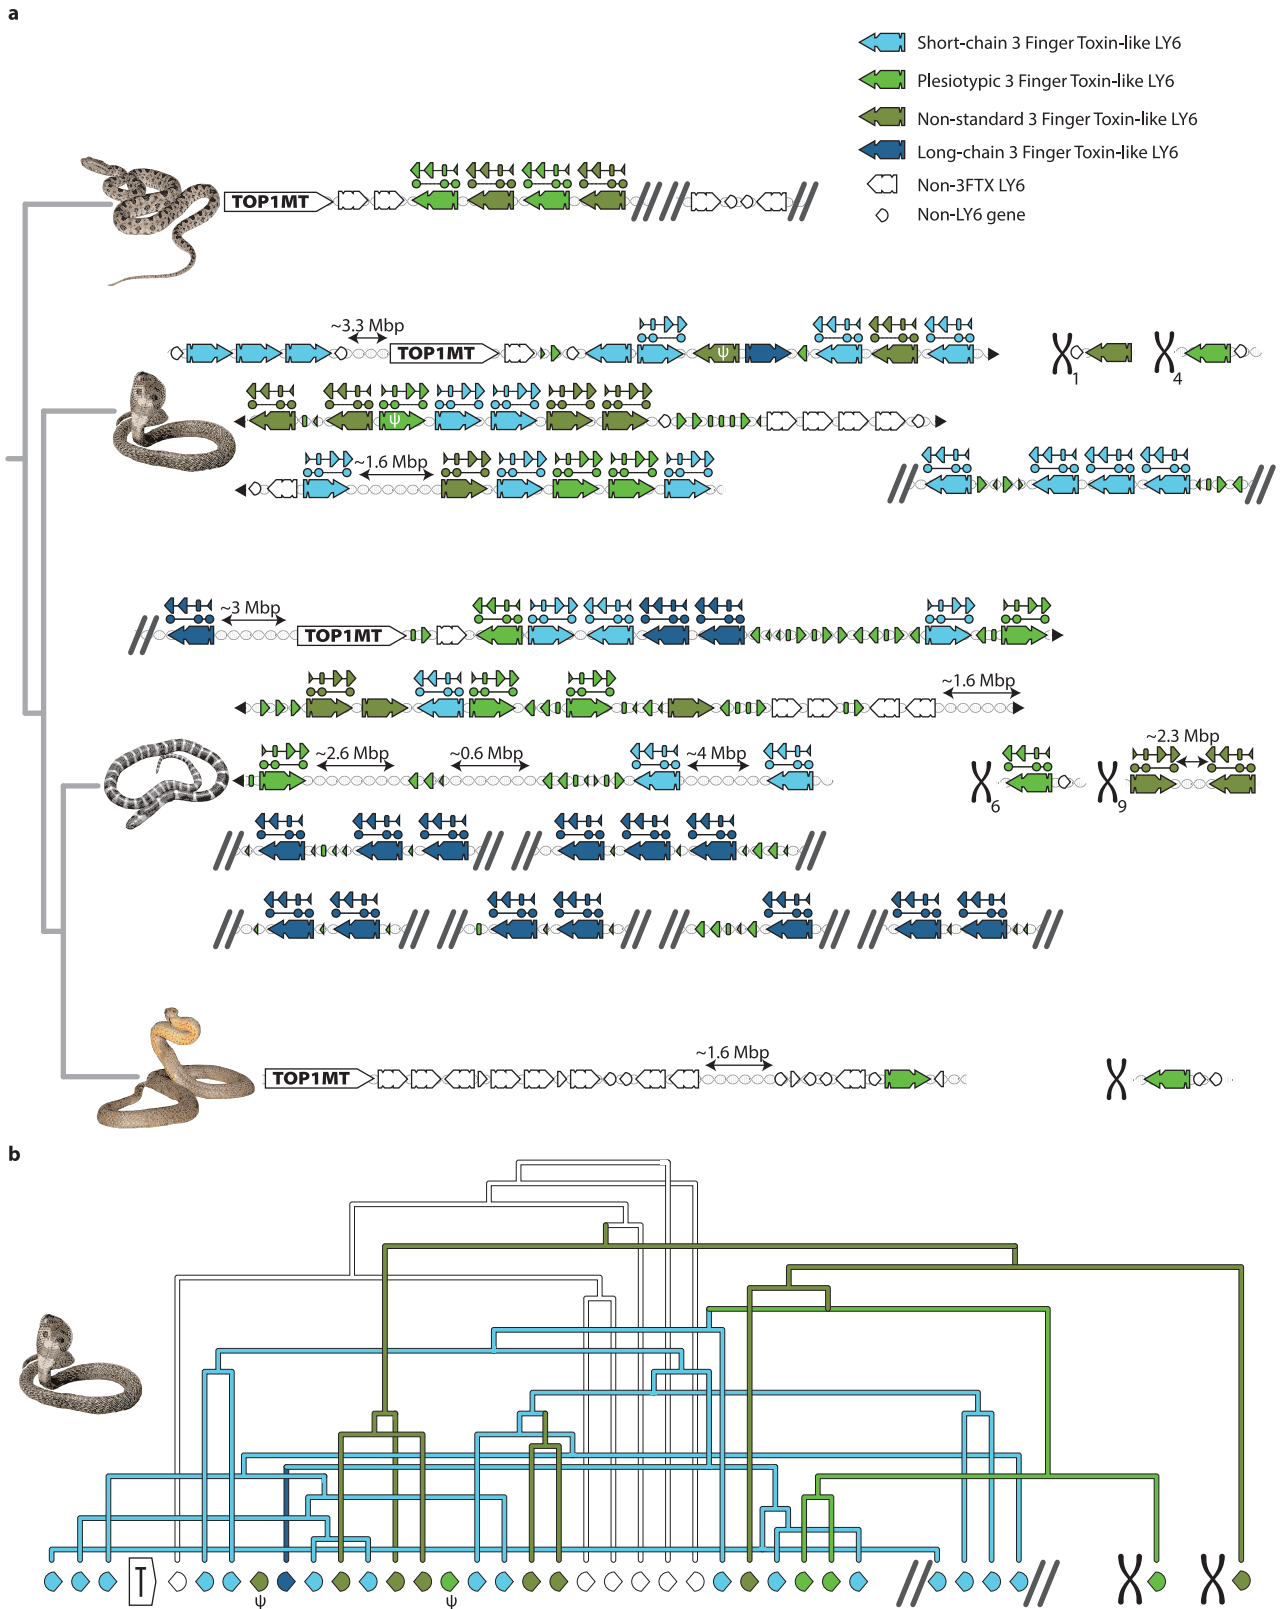 a
Short-chain 3 Finger Toxin-like LY6
Plesiotypic 3 Finger Toxin-like LY6
Non-standard 3 Finger Toxin-like LY6
Long-chain 3 Finger Toxin-like LY6
Non-3FTX LY6
Non-LY6 gene
TOP1MT
~3.3 Mbp
TOP1MT
ψ
1
4
ψ
~1.6 Mbp
~3 Mbp
TOP1MT
~1.6 Mbp
~2.6 Mbp
~0.6 Mbp
~4 Mbp
6
9
~2.3 Mbp
~1.6 Mbp
TOP1MT
b
T
ψ
ψ